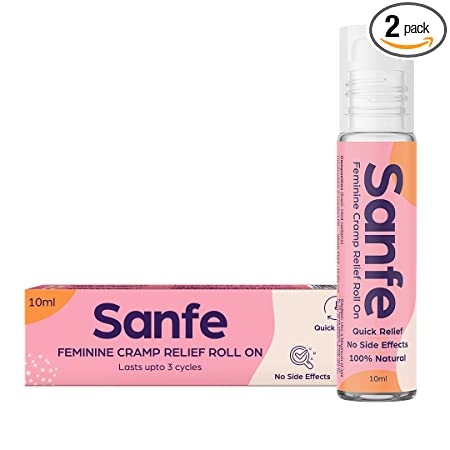 2 pack
10ml
Sanfe
FEMININE CRAMP RELIEF ROLL ON
Lasts upto 3 cycles
Quick
No Side Effects
Sanfe
Feminine Cramp Relief Roll On
Quick Relief
No Side Effects
100% Natural
10ml